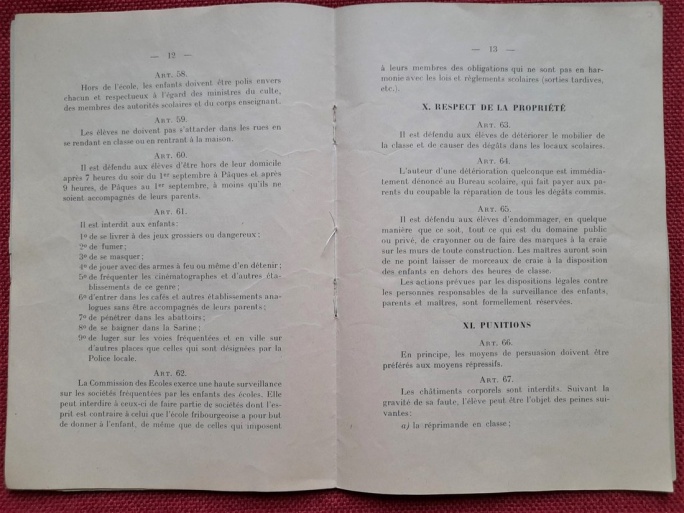 — 12 —
ART. 58.
Hors de l'école, les enfants doivent être polis envers
chacun et respectueux à l'égard des ministres du culte,
des membres des autorités scolaires et du corps enseignant.
ART. 59.
Les élèves ne doivent pas s'attarder dans les rues en
se rendant en classe ou en rentrant à la maison.
ART. 60.
Il est défendu aux élèves d'être hors de leur domicile
après 7 heures du soir du 1er septembre à Pâques et après
9 heures, de Pâques au 1er septembre, à moins qu'ils ne
soient accompagnés de leurs parents.
ART. 61.
Il est interdit aux enfants:
1º de se livrer à des jeux grossiers ou dangereux;
2º de fumer;
3º de se masquer;
4º de jouer avec des armes à feu ou même d'en détenir;
5º de fréquenter les cinématographes et d'autres éta-
blissements de ce genre;
6º d'entrer dans les cafés et autres établissements ana-
logues sans être accompagnés de leurs parents;
7º de pénétrer dans les abattoirs;
8º de se baigner dans la Sarine;
9º de luger sur les voies fréquentées et en ville sur
d'autres places que celles qui sont désignées par la
Police locale.
ART. 62.
La Commission des Ecoles exerce une haute surveillance
sur les sociétés fréquentées par les enfants des écoles. Elle
peut interdire à ceux-ci de faire partie de sociétés dont l'es-
prit est contraire à celui que l'école fribourgeoise a pour but
de donner à l'enfant, de même que de celles qui imposent
— 13 —
à leurs membres des obligations qui ne sont pas en har-
monie avec les lois et règlements scolaires (sorties tardives,
etc.).
X. RESPECT DE LA PROPRIÉTÉ
ART. 63.
Il est défendu aux élèves de détériorer le mobilier de
la classe et de causer des dégâts dans les locaux scolaires.
ART. 64.
L'auteur d'une détérioration quelconque est immédia-
tement dénoncé au Bureau scolaire, qui fait payer aux pa-
rents du coupable la réparation de tous les dégâts commis.
ART. 65.
Il est défendu aux élèves d'endommager, en quelque
manière que ce soit, tout ce qui est du domaine public
ou privé, de crayonner ou de faire des marques à la craie
sur les murs de toute construction. Les maîtres auront soin
de ne point laisser de morceaux de craie à la disposition
des enfants en dehors des heures de classe.
Les actions prévues par les dispositions légales contre
les personnes responsables de la surveillance des enfants,
parents et maîtres, sont formellement réservées.
XI. PUNITIONS
ART. 66.
En principe, les moyens de persuasion doivent être
préférés aux moyens répressifs.
ART. 67.
Les châtiments corporels sont interdits. Suivant la
gravité de sa faute, l'élève peut être l'objet des peines sui-
vantes:
a) la réprimande en classe;